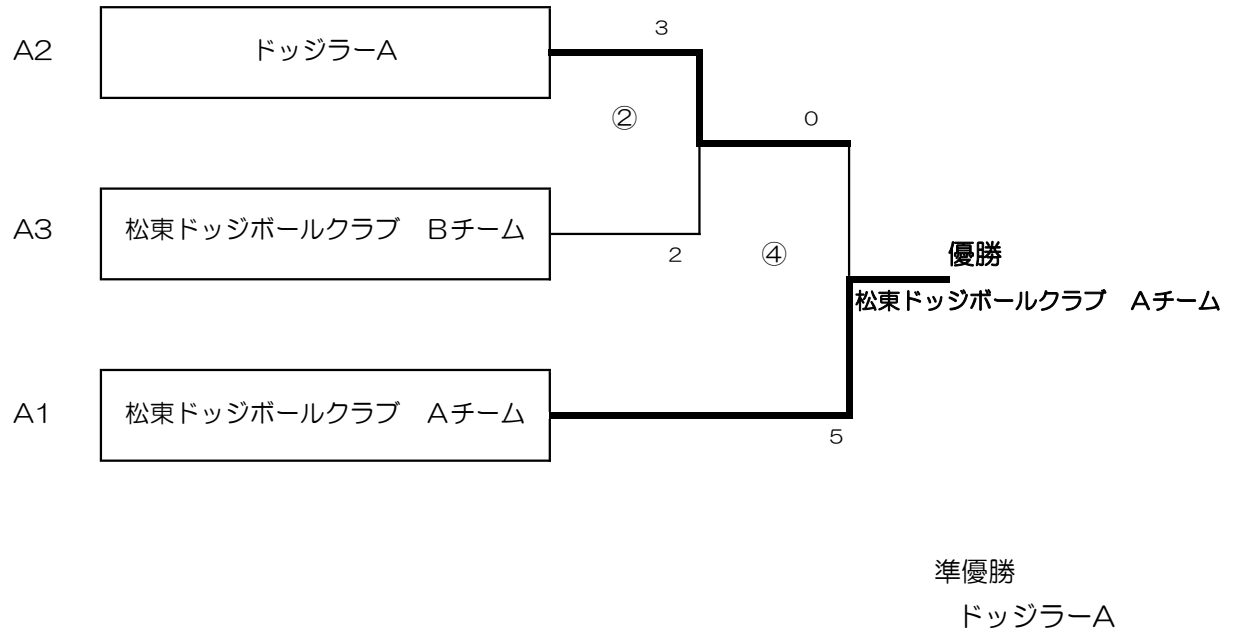 A2 ドッジラーA 3
② 0
A3 松東ドッジボールクラブ Bチーム 2 ④ 優勝
松東ドッジボールクラブ Aチーム
A1 松東ドッジボールクラブ Aチーム 5
準優勝
ドッジラーA